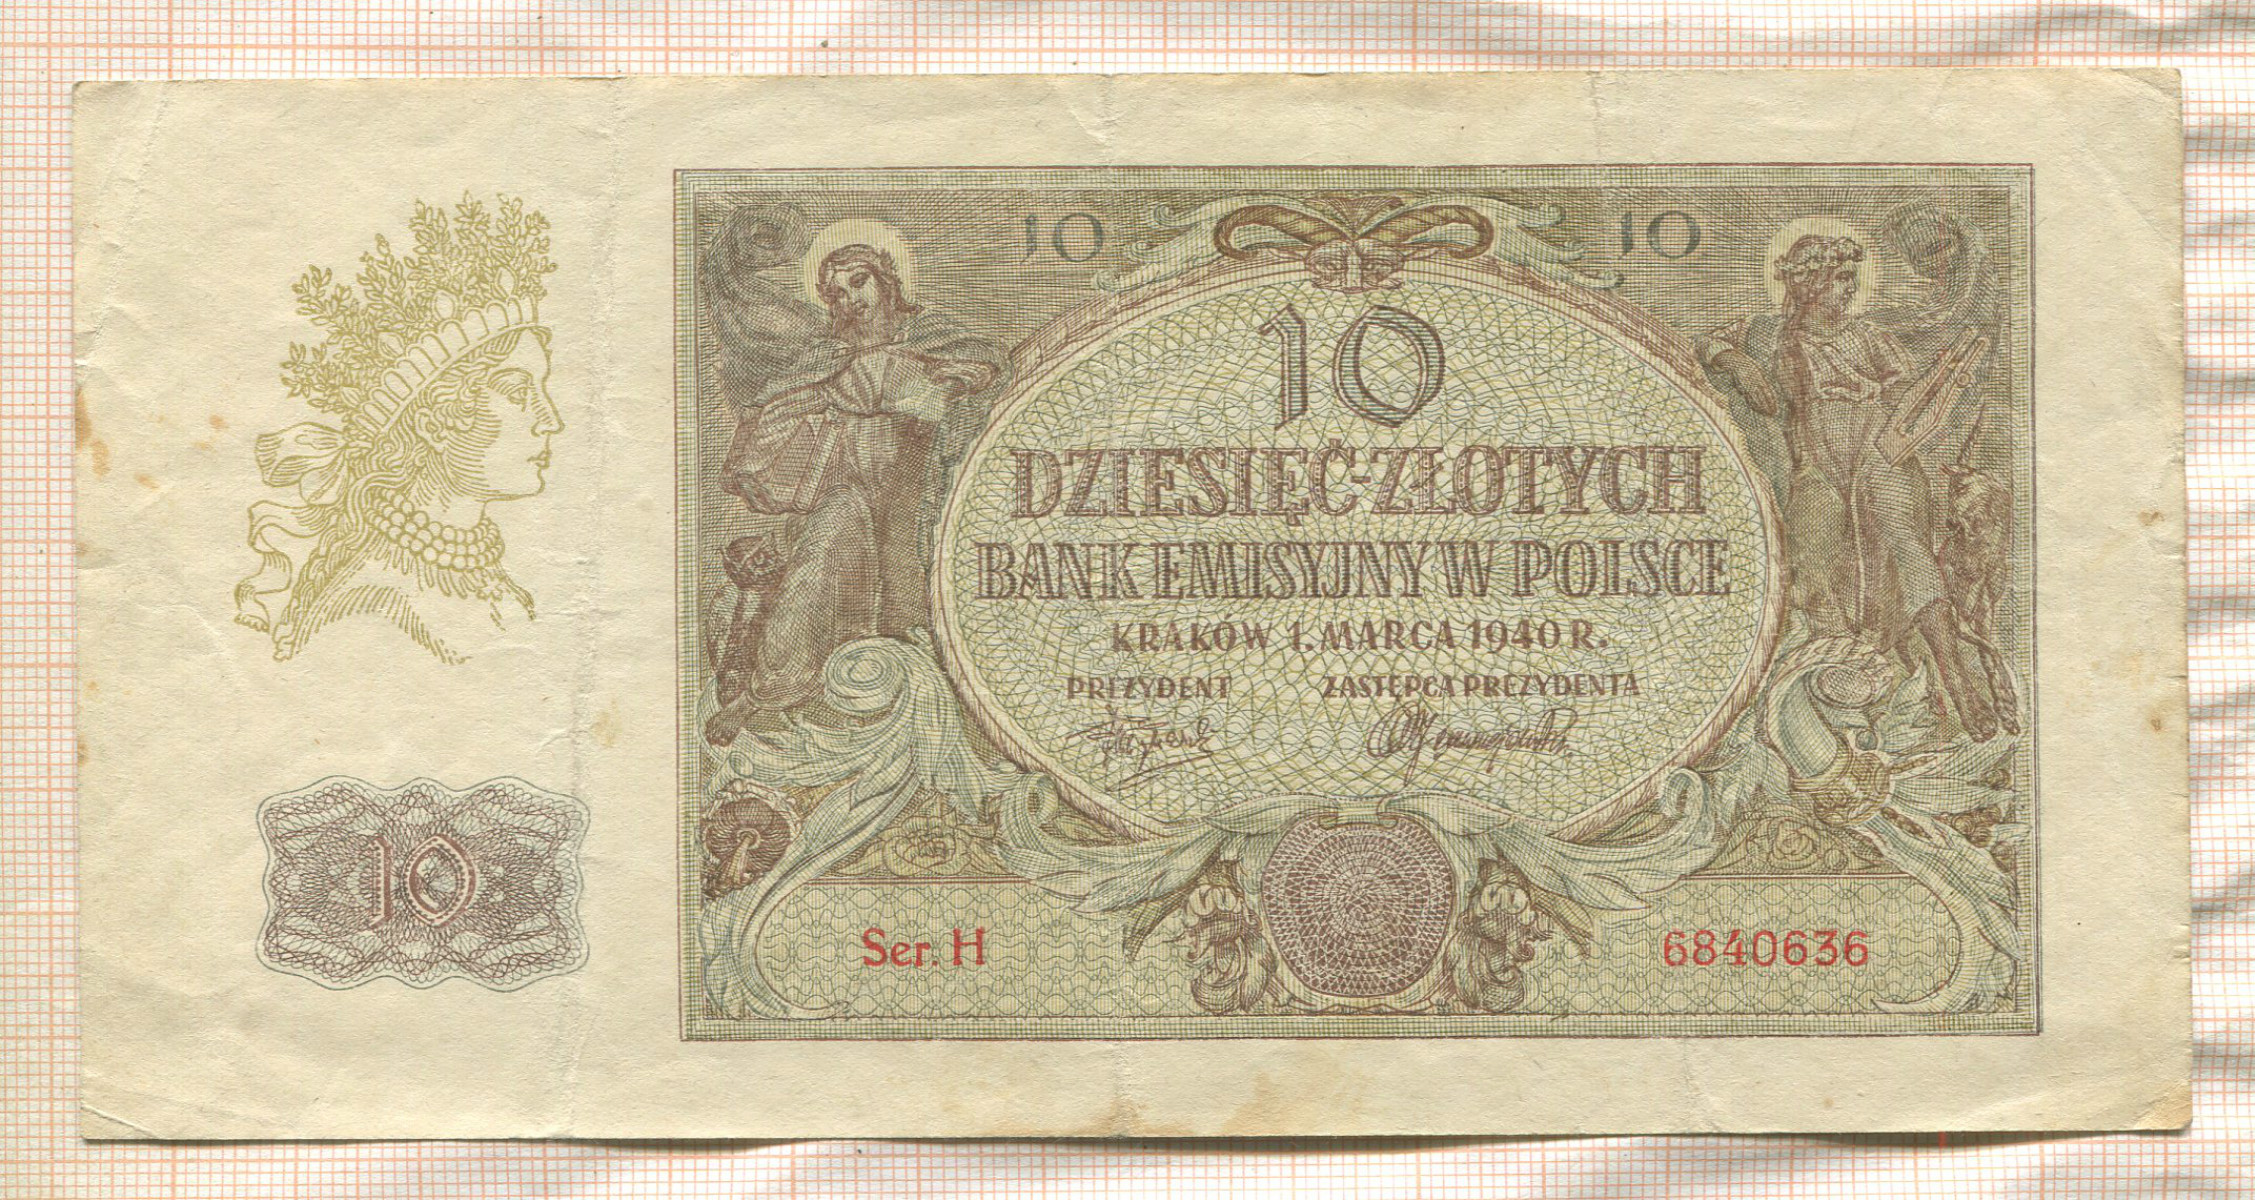 10 10
10
DZIESIĘĆ-ZŁOTYCH
BANK EMISYJNY W POLSCE
KRAKÓW 1. MARCA 1940 R.
PREZYDENT ZASTĘPCA PREZYDENTA
10
Ser. H 6840636